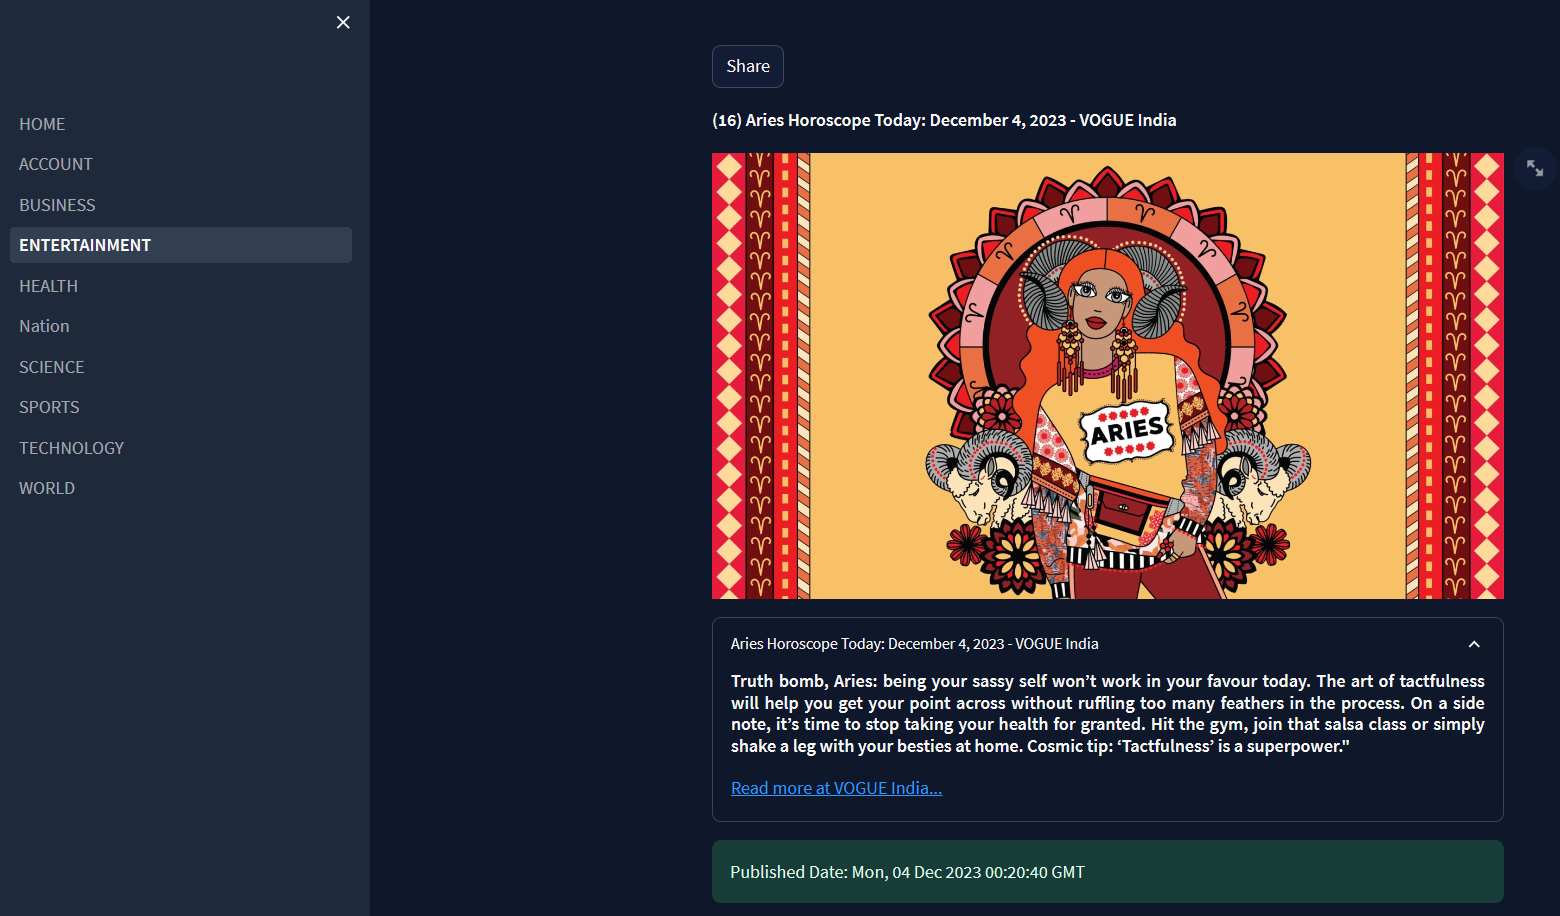 HOME
ACCOUNT
BUSINESS
ENTERTAINMENT
HEALTH
Nation
SCIENCE
SPORTS
TECHNOLOGY
WORLD
Share
(16) Aries Horoscope Today: December 4, 2023 - VOGUE India
ARIES
Aries Horoscope Today: December 4, 2023 - VOGUE India
Truth bomb, Aries: being your sassy self won’t work in your favour today. The art of tactfulness
will help you get your point across without ruffling too many feathers in the process. On a side
note, it’s time to stop taking your health for granted. Hit the gym, join that salsa class or simply
shake a leg with your besties at home. Cosmic tip: ‘Tactfulness’ is a superpower."
Read more at VOGUE India...
Published Date: Mon, 04 Dec 2023 00:20:40 GMT